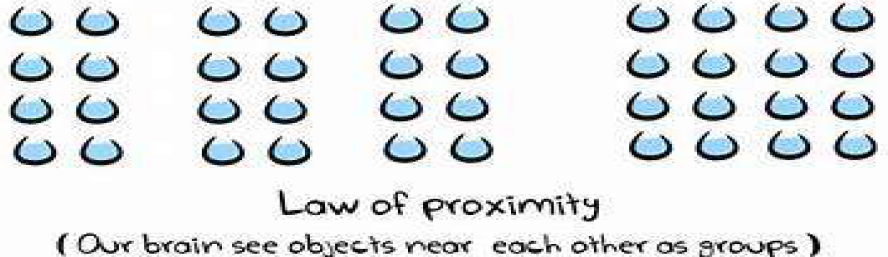 Law of proximity
( Our brain see objects near each other as groups )